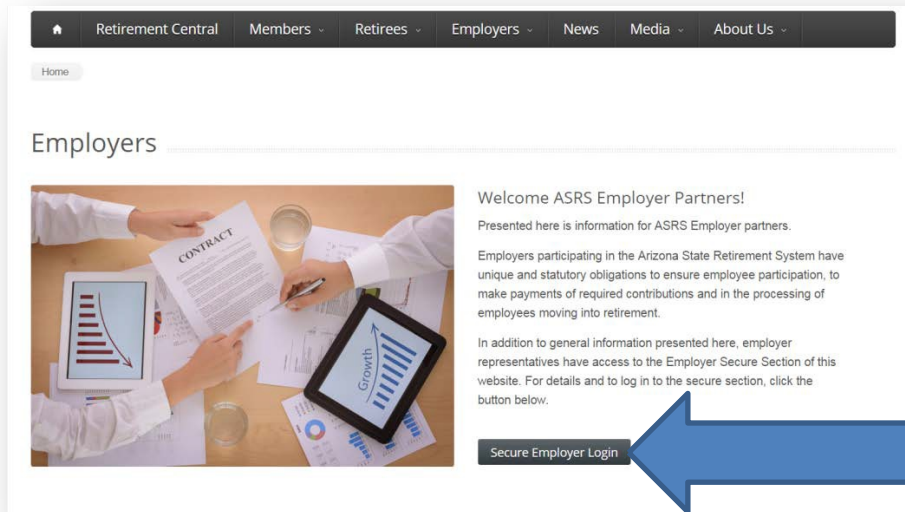 Retirement Central Members Retirees Employers News Media About Us
Home
Employers
CONTRACT
Growth
Welcome ASRS Employer Partners!
Presented here is information for ASRS Employer partners.
Employers participating in the Arizona State Retirement System have
unique and statutory obligations to ensure employee participation, to
make payments of required contributions and in the processing of
employees moving into retirement.
In addition to general information presented here, employer
representatives have access to the Employer Secure Section of this
website. For details and to log in to the secure section, click the
button below.
Secure Employer Login